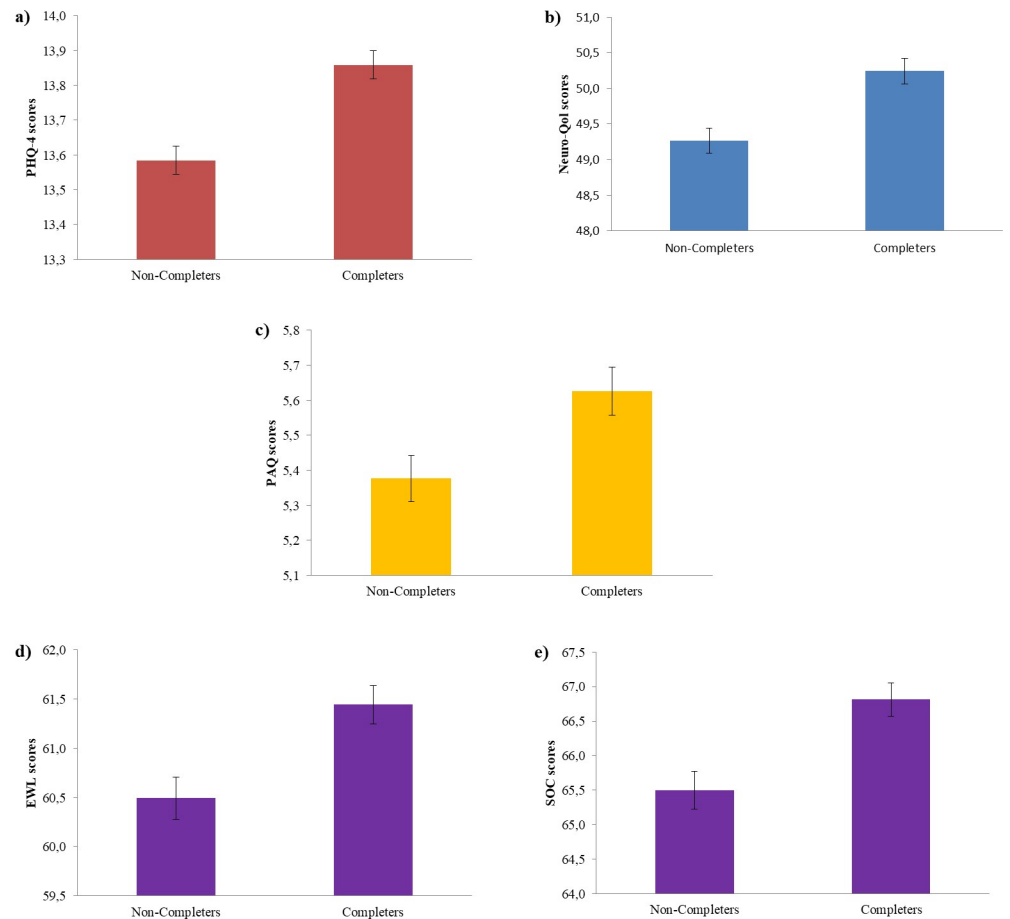 a)
PHQ-4 scores
14,0
13,9
13,8
13,7
13,6
13,5
13,4
13,3
Non-Completers Completers
b)
Neuro-Qol scores
51,0
50,5
50,0
49,5
49,0
48,5
48,0
Non-Completers Completers
c)
PAQ scores
5,8
5,7
5,6
5,5
5,4
5,3
5,2
5,1
Non-Completers Completers
d)
EWL scores
62,0
61,5
61,0
60,5
60,0
59,5
Non-Completers Completers
e)
SOC scores
67,5
67,0
66,5
66,0
65,5
65,0
64,5
64,0
Non-Completers Completers